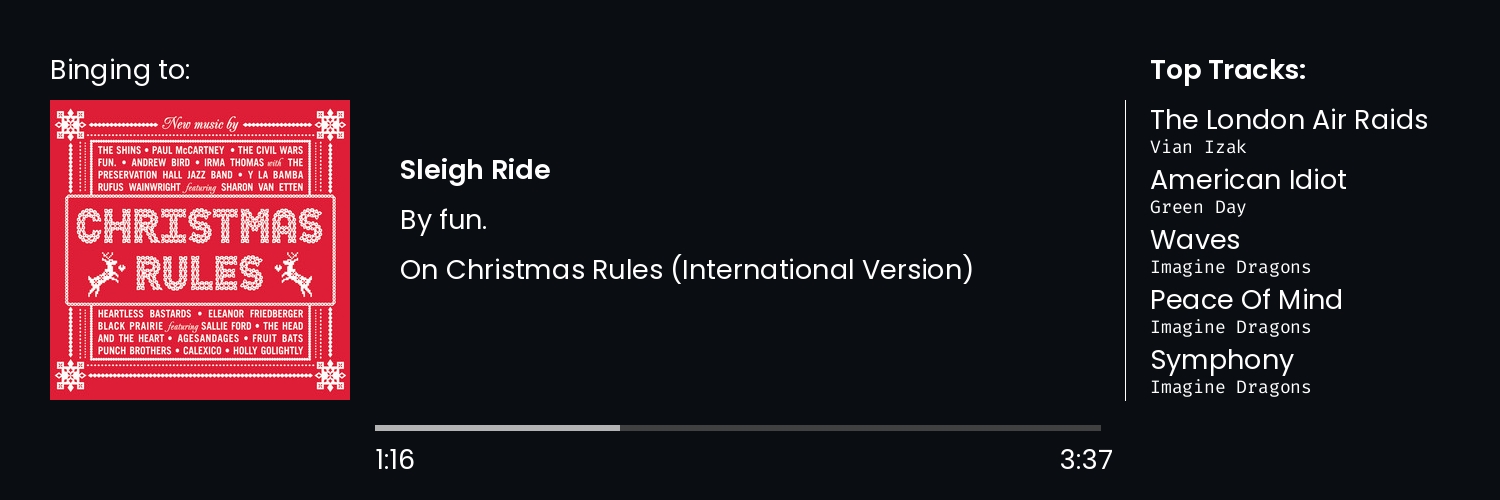 Binging to:
New music by
THE SHINS • PAUL McCARTNEY • THE CIVIL WARS
FUN. • ANDREW BIRD • IRMA THOMAS with THE
PRESERVATION HALL JAZZ BAND • Y LA BAMBA
RUFUS WAINWRIGHT featuring SHARON VAN ETTEN
CHRISTMAS
RULES
HEARTLESS BASTARDS • ELEANOR FRIEDBERGER
BLACK PRAIRIE featuring SALLIE FORD • THE HEAD
AND THE HEART • AGESANDAGES • FRUIT BATS
PUNCH BROTHERS • CALEXICO • HOLLY GOLIGHTLY
Sleigh Ride
By fun.
On Christmas Rules (International Version)
1:16
3:37
Top Tracks:
The London Air Raids
Vian Izak
American Idiot
Green Day
Waves
Imagine Dragons
Peace Of Mind
Imagine Dragons
Symphony
Imagine Dragons